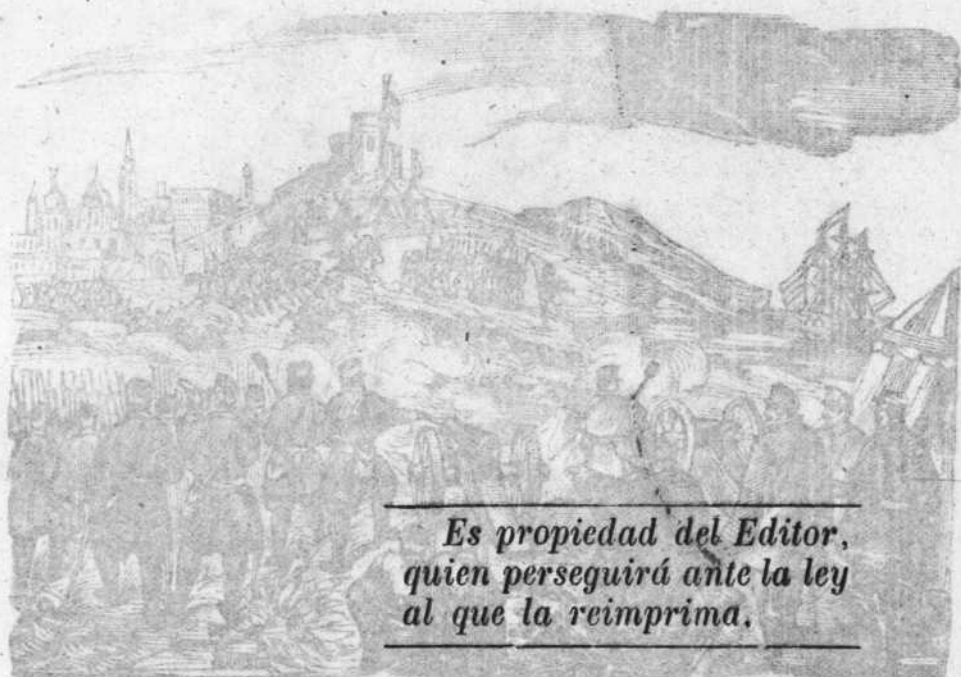 Es propiedad del Editor,
quien perseguirá ante la ley
al que la reimprima.